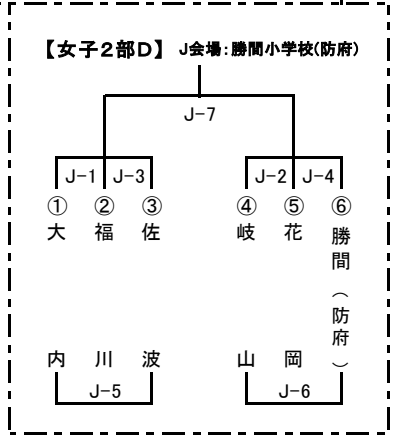 【女子2部D】 J会場:勝間小学校(防府)
J-7
J-1 J-3 J-2 J-4
① ② ③ ④ ⑤ ⑥
大内
福川
佐波
岐山
花岡
勝間(防府)
J-5 J-6